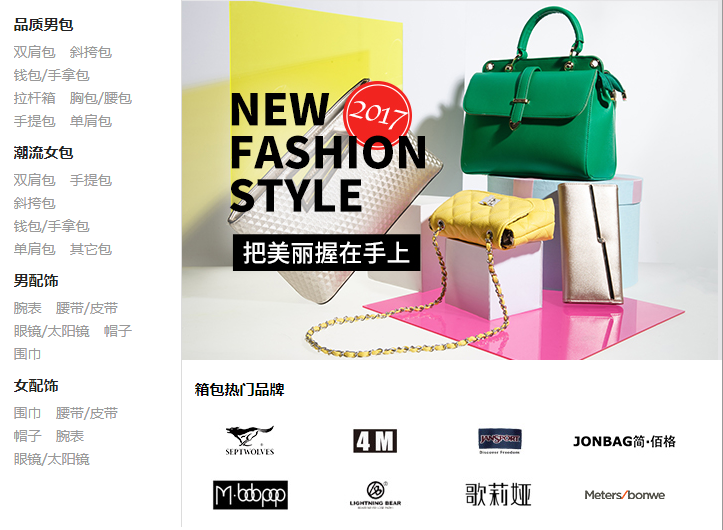 品质男包
双肩包 斜挎包
钱包/手拿包
拉杆箱 胸包/腰包
手提包 单肩包
潮流女包
双肩包 手提包
斜挎包
钱包/手拿包
单肩包 其它包
男配饰
腕表 腰带/皮带
眼镜/太阳镜 帽子
围巾
女配饰
围巾 腰带/皮带
帽子 腕表
眼镜/太阳镜
NEW 2017
FASHION
STYLE
把美丽握在手上
箱包热门品牌
SEPTWOLVES
4M
JANSPORT
Discover Freedom
JONBAG简·佰格
M·bobpop
LIGHTNING BEAR
歌莉娅
Meters/bonwe